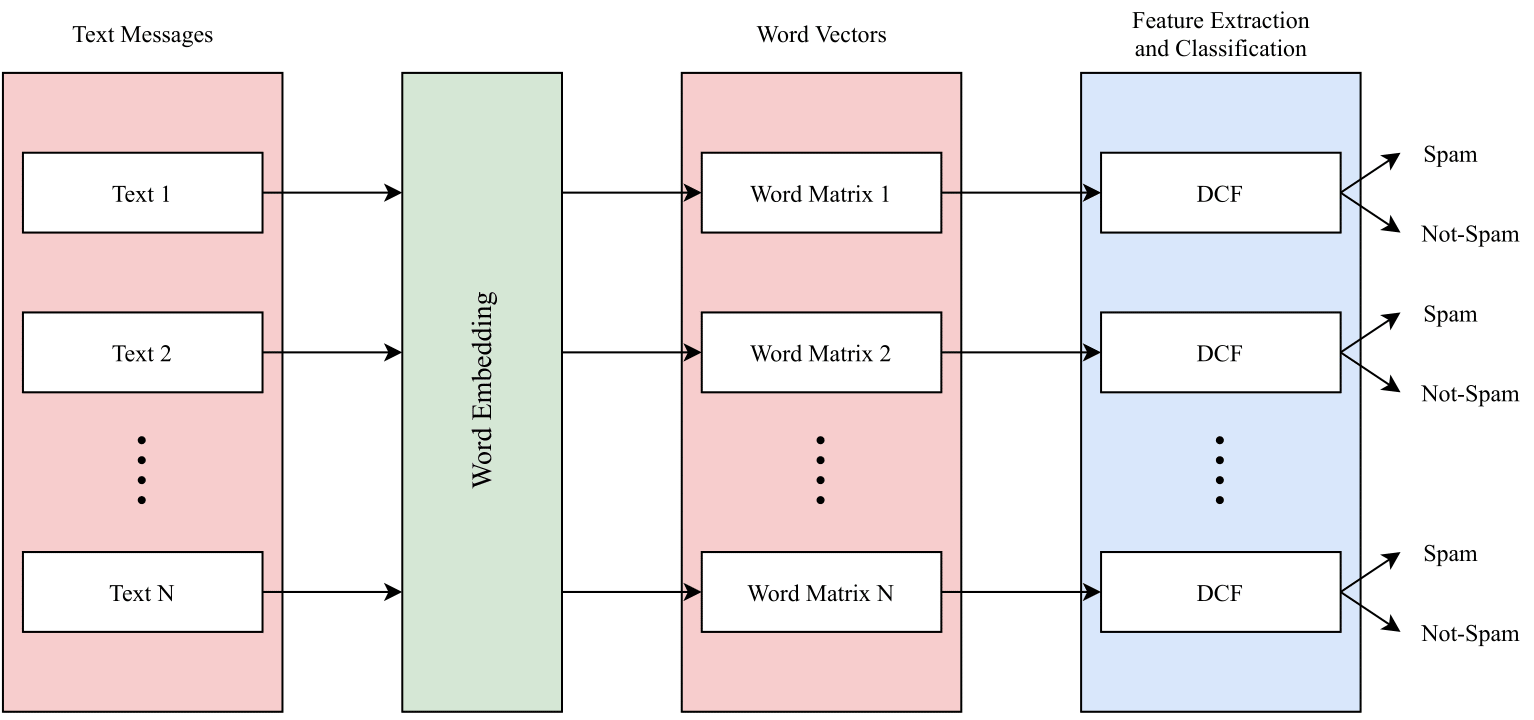 Text Messages
Word Vectors
Feature Extraction
and Classification
Text 1
Word Matrix 1
DCF
Spam
Not-Spam
Word Embedding
Text 2
Word Matrix 2
DCF
Spam
Not-Spam
Text N
Word Matrix N
DCF
Spam
Not-Spam